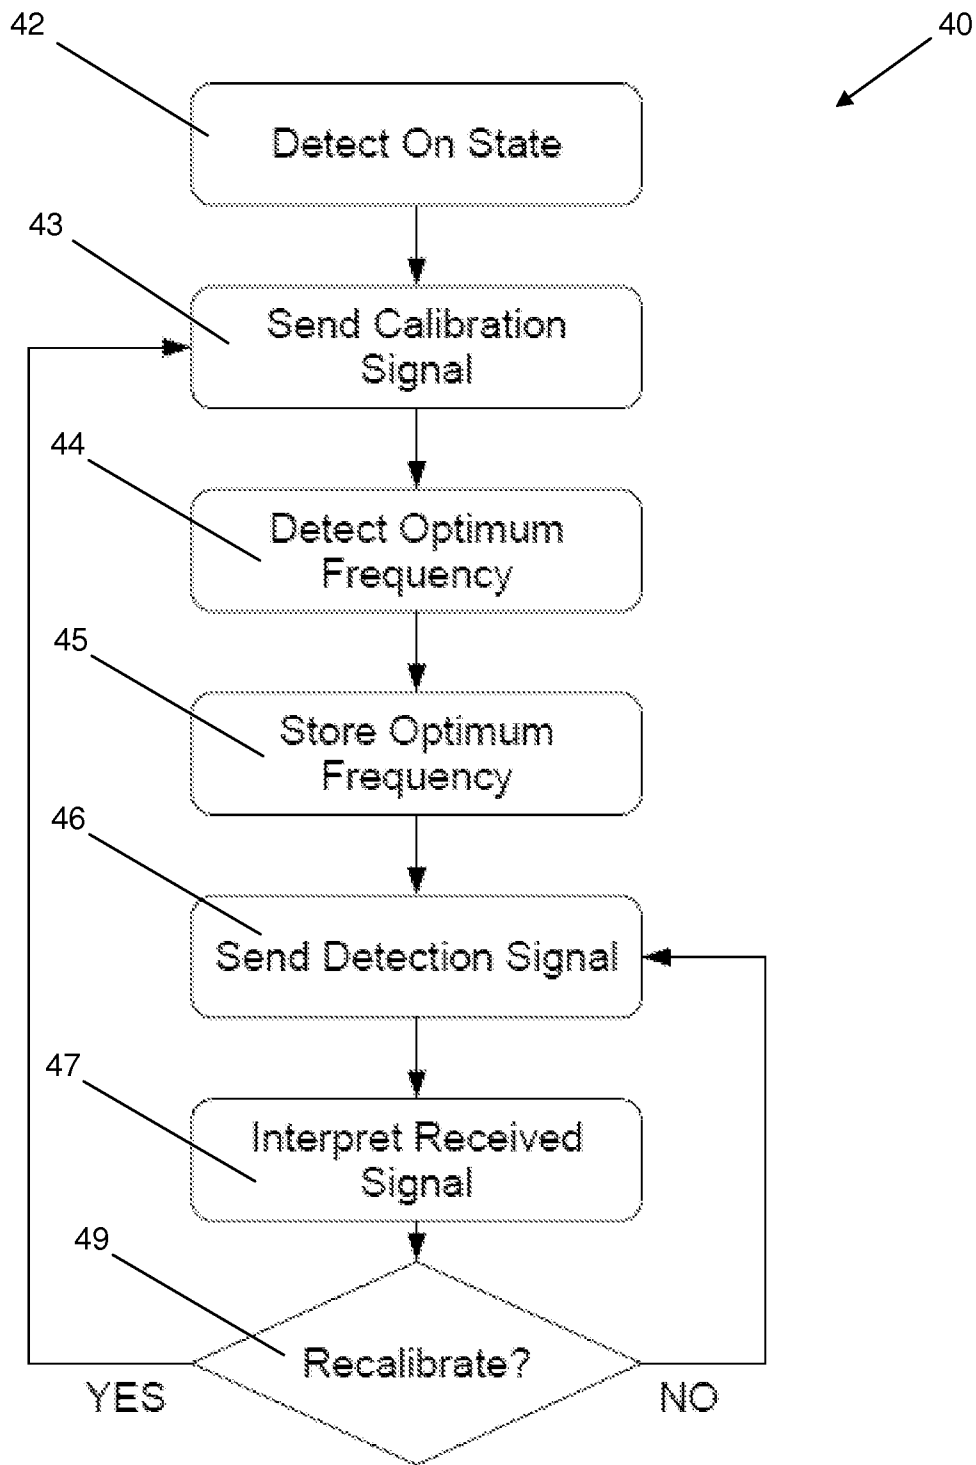 42
40
Detect On State
43
Send Calibration
Signal
44
Detect Optimum
Frequency
45
Store Optimum
Frequency
46
Send Detection Signal
47
Interpret Received
Signal
49
Recalibrate?
YES
NO